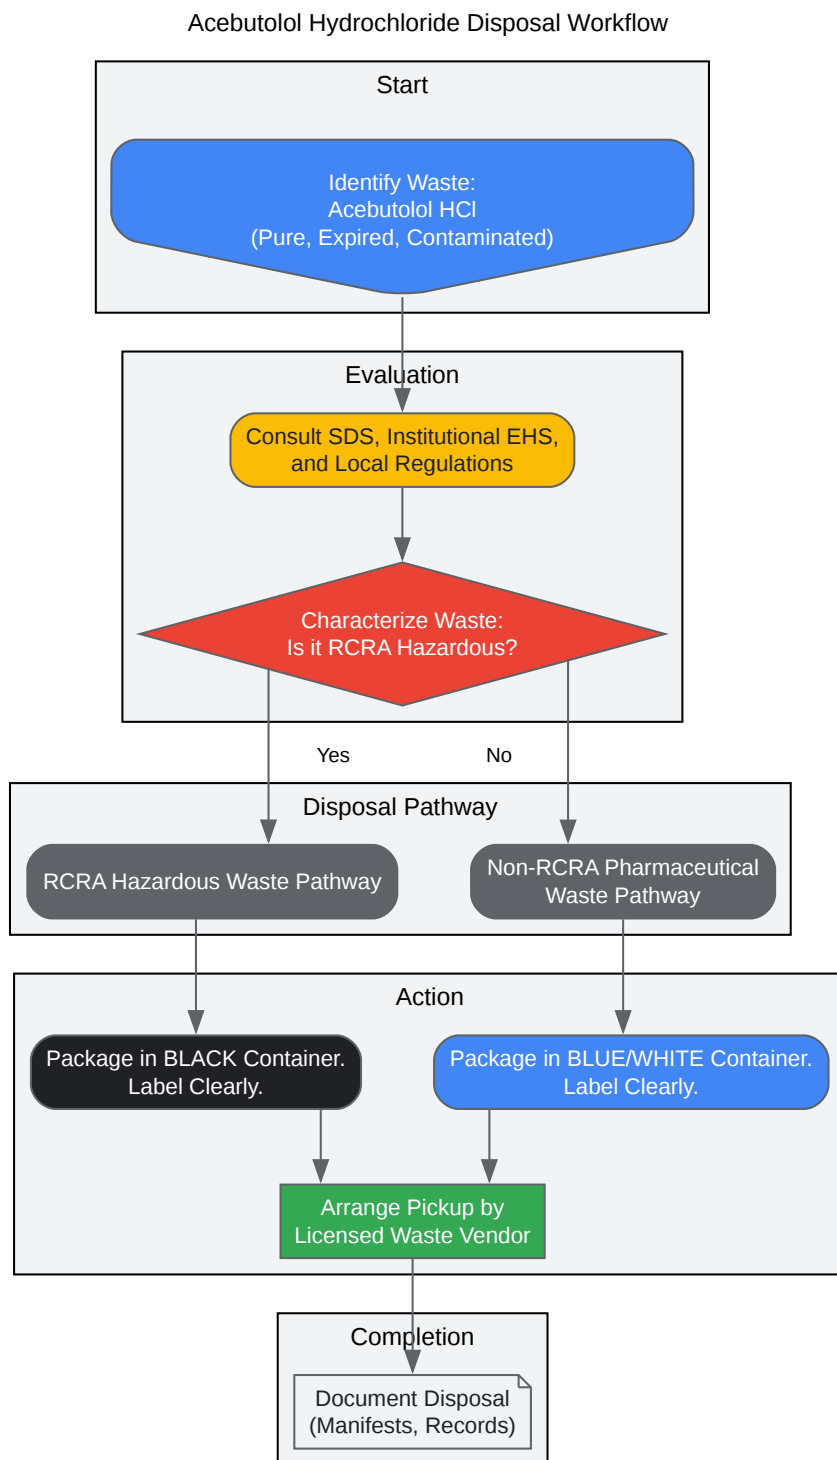 Acebutolol Hydrochloride Disposal Workflow
Start
Identify Waste:
Acebutolol HCl
(Pure, Expired, Contaminated)
Evaluation
Consult SDS, Institutional EHS,
and Local Regulations
Characterize Waste:
Is it RCRA Hazardous?
Yes
No
Disposal Pathway
RCRA Hazardous Waste Pathway
Non-RCRA Pharmaceutical
Waste Pathway
Action
Package in BLACK Container.
Label Clearly.
Package in BLUE/WHITE Container.
Label Clearly.
Arrange Pickup by
Licensed Waste Vendor
Completion
Document Disposal
(Manifests, Records)